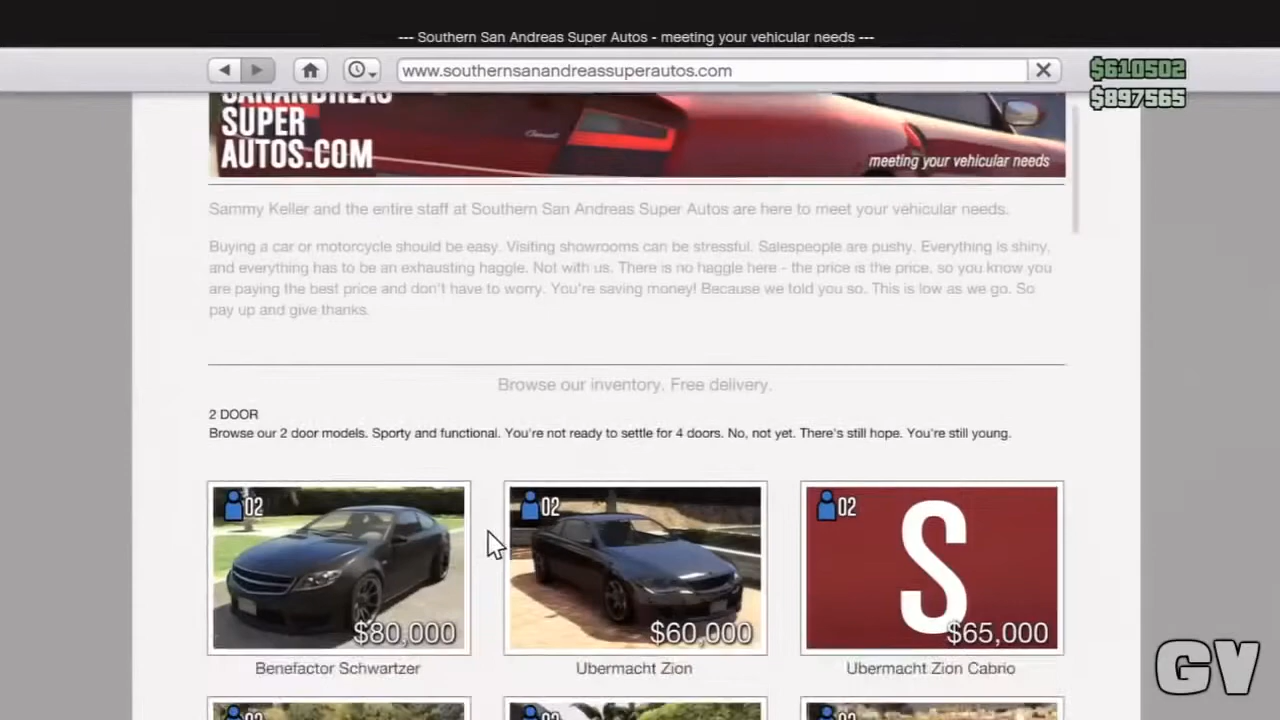 --- Southern San Andreas Super Autos - meeting your vehicular needs ---
www.southernsanandreassuperautos.com
$610502
$897565
SANANDREAS
SUPER
AUTOS.COM
meeting your vehicular needs
Sammy Keller and the entire staff at Southern San Andreas Super Autos are here to meet your vehicular needs.
Buying a car or motorcycle should be easy. Visiting showrooms can be stressful. Salespeople are pushy. Everything is shiny,
and everything has to be an exhausting haggle. Not with us. There is no haggle here - the price is the price, so you know you
are paying the best price and don't have to worry. You're saving money! Because we told you so. This is low as we go. So
pay up and give thanks.
Browse our inventory. Free delivery.
2 DOOR
Browse our 2 door models. Sporty and functional. You're not ready to settle for 4 doors. No, not yet. There's still hope. You're still young.
02 02 02
S
$80,000 $60,000 $65,000
Benefactor Schwartzer Ubermacht Zion Ubermacht Zion Cabrio
GV